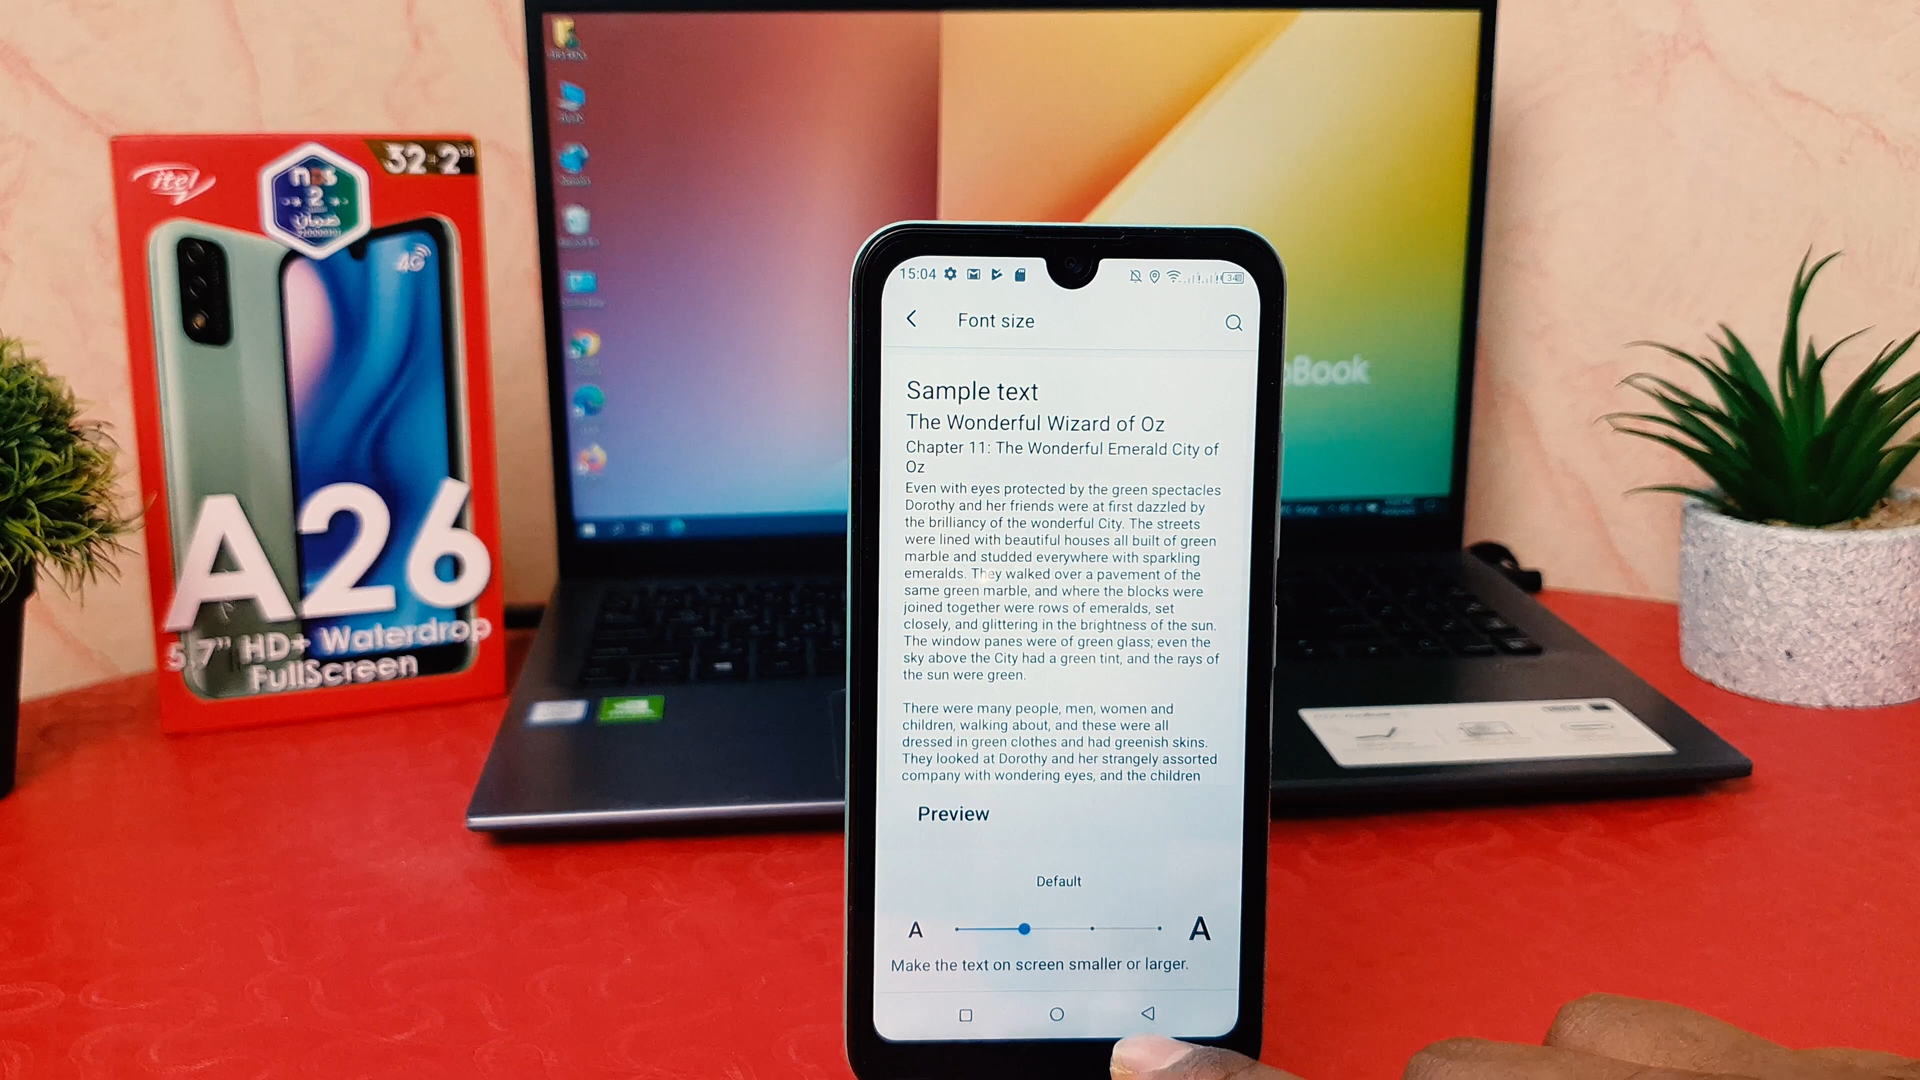 itel
32+2GB
nos
2
ضمان
4G
A26
5.7" HD+ Waterdrop
FullScreen
oBook
15:04
34
Font size
Sample text
The Wonderful Wizard of Oz
Chapter 11: The Wonderful Emerald City of
Oz
Even with eyes protected by the green spectacles
Dorothy and her friends were at first dazzled by
the brilliancy of the wonderful City. The streets
were lined with beautiful houses all built of green
marble and studded everywhere with sparkling
emeralds. They walked over a pavement of the
same green marble, and where the blocks were
joined together were rows of emeralds, set
closely, and glittering in the brightness of the sun.
The window panes were of green glass; even the
sky above the City had a green tint, and the rays of
the sun were green.
There were many people, men, women and
children, walking about, and these were all
dressed in green clothes and had greenish skins.
They looked at Dorothy and her strangely assorted
company with wondering eyes, and the children
Preview
Default
A A
Make the text on screen smaller or larger.